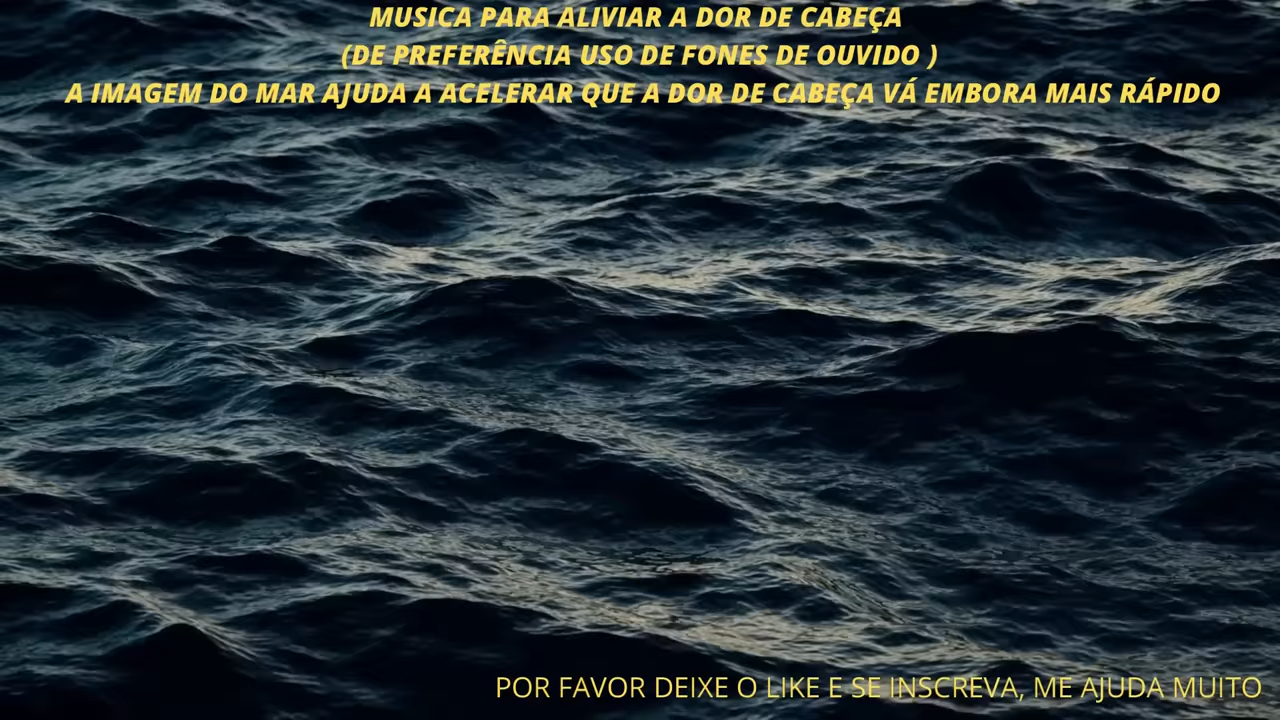 MUSICA PARA ALIVIAR A DOR DE CABEÇA
(DE PREFERÊNCIA USO DE FONES DE OUVIDO )
A IMAGEM DO MAR AJUDA A ACELERAR QUE A DOR DE CABEÇA VÁ EMBORA MAIS RÁPIDO
POR FAVOR DEIXE O LIKE E SE INSCREVA, ME AJUDA MUITO